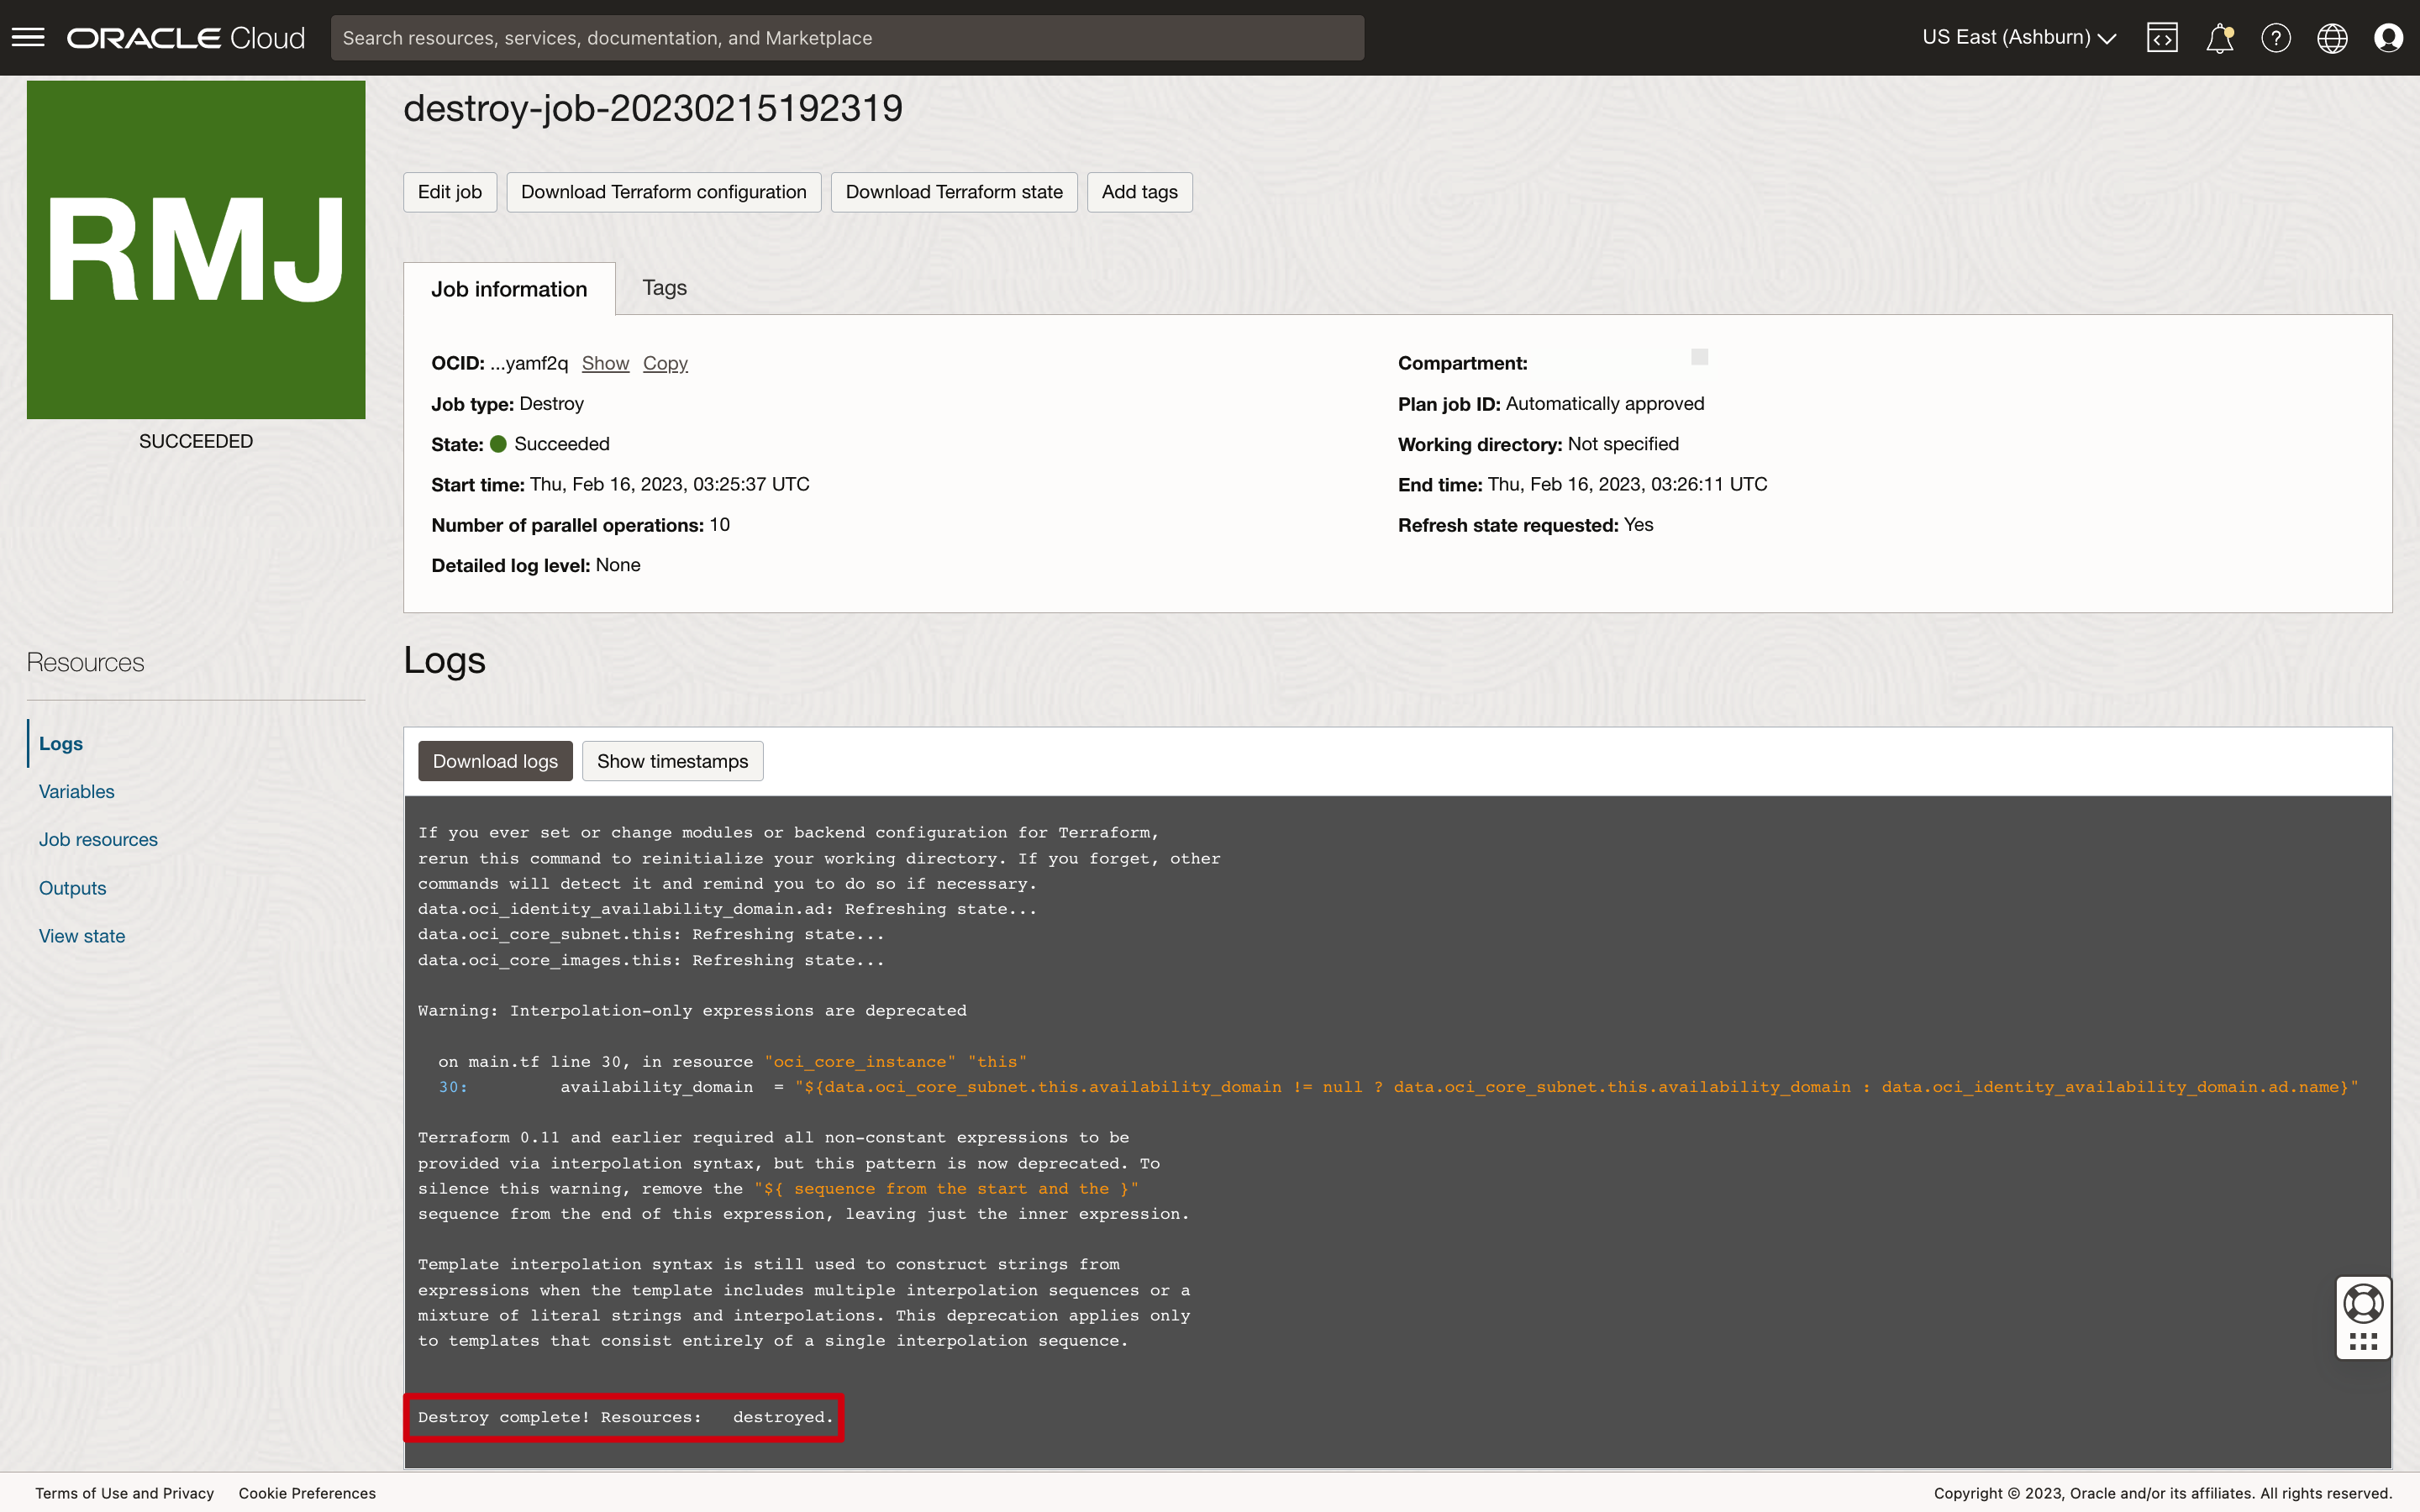 ORACLE Cloud
Search resources, services, documentation, and Marketplace
US East (Ashburn)
RMJ
SUCCEEDED
destroy-job-20230215192319
Edit job
Download Terraform configuration
Download Terraform state
Add tags
Job information
Tags
OCID: ...yamf2q Show Copy
Job type: Destroy
State: Succeeded
Start time: Thu, Feb 16, 2023, 03:25:37 UTC
Number of parallel operations: 10
Detailed log level: None
Compartment:
Plan job ID: Automatically approved
Working directory: Not specified
End time: Thu, Feb 16, 2023, 03:26:11 UTC
Refresh state requested: Yes
Resources
Logs
Variables
Job resources
Outputs
View state
Logs
Download logs
Show timestamps
If you ever set or change modules or backend configuration for Terraform,
rerun this command to reinitialize your working directory. If you forget, other
commands will detect it and remind you to do so if necessary.
data.oci_identity_availability_domain.ad: Refreshing state...
data.oci_core_subnet.this: Refreshing state...
data.oci_core_images.this: Refreshing state...
Warning: Interpolation-only expressions are deprecated
on main.tf line 30, in resource "oci_core_instance" "this"
30: availability_domain = "${data.oci_core_subnet.this.availability_domain != null ? data.oci_core_subnet.this.availability_domain : data.oci_identity_availability_domain.ad.name}"
Terraform 0.11 and earlier required all non-constant expressions to be
provided via interpolation syntax, but this pattern is now deprecated. To
silence this warning, remove the "${ sequence from the start and the }"
sequence from the end of this expression, leaving just the inner expression.
Template interpolation syntax is still used to construct strings from
expressions when the template includes multiple interpolation sequences or a
mixture of literal strings and interpolations. This deprecation applies only
to templates that consist entirely of a single interpolation sequence.
Destroy complete! Resources: destroyed.
Terms of Use and Privacy
Cookie Preferences
Copyright © 2023, Oracle and/or its affiliates. All rights reserved.